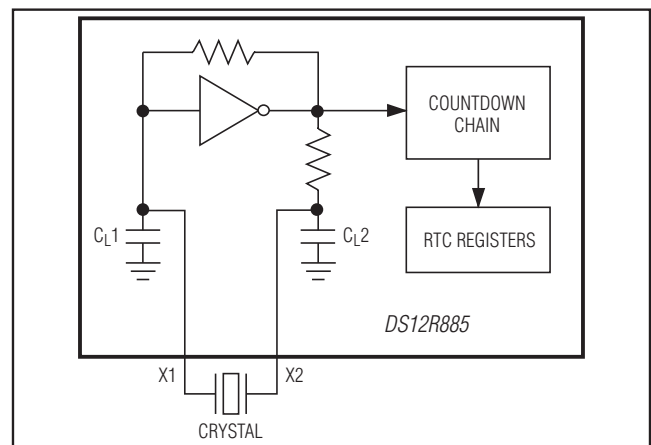 COUNTDOWN
CHAIN
CL1
CL2
RTC REGISTERS
DS12R885
X1
X2
CRYSTAL